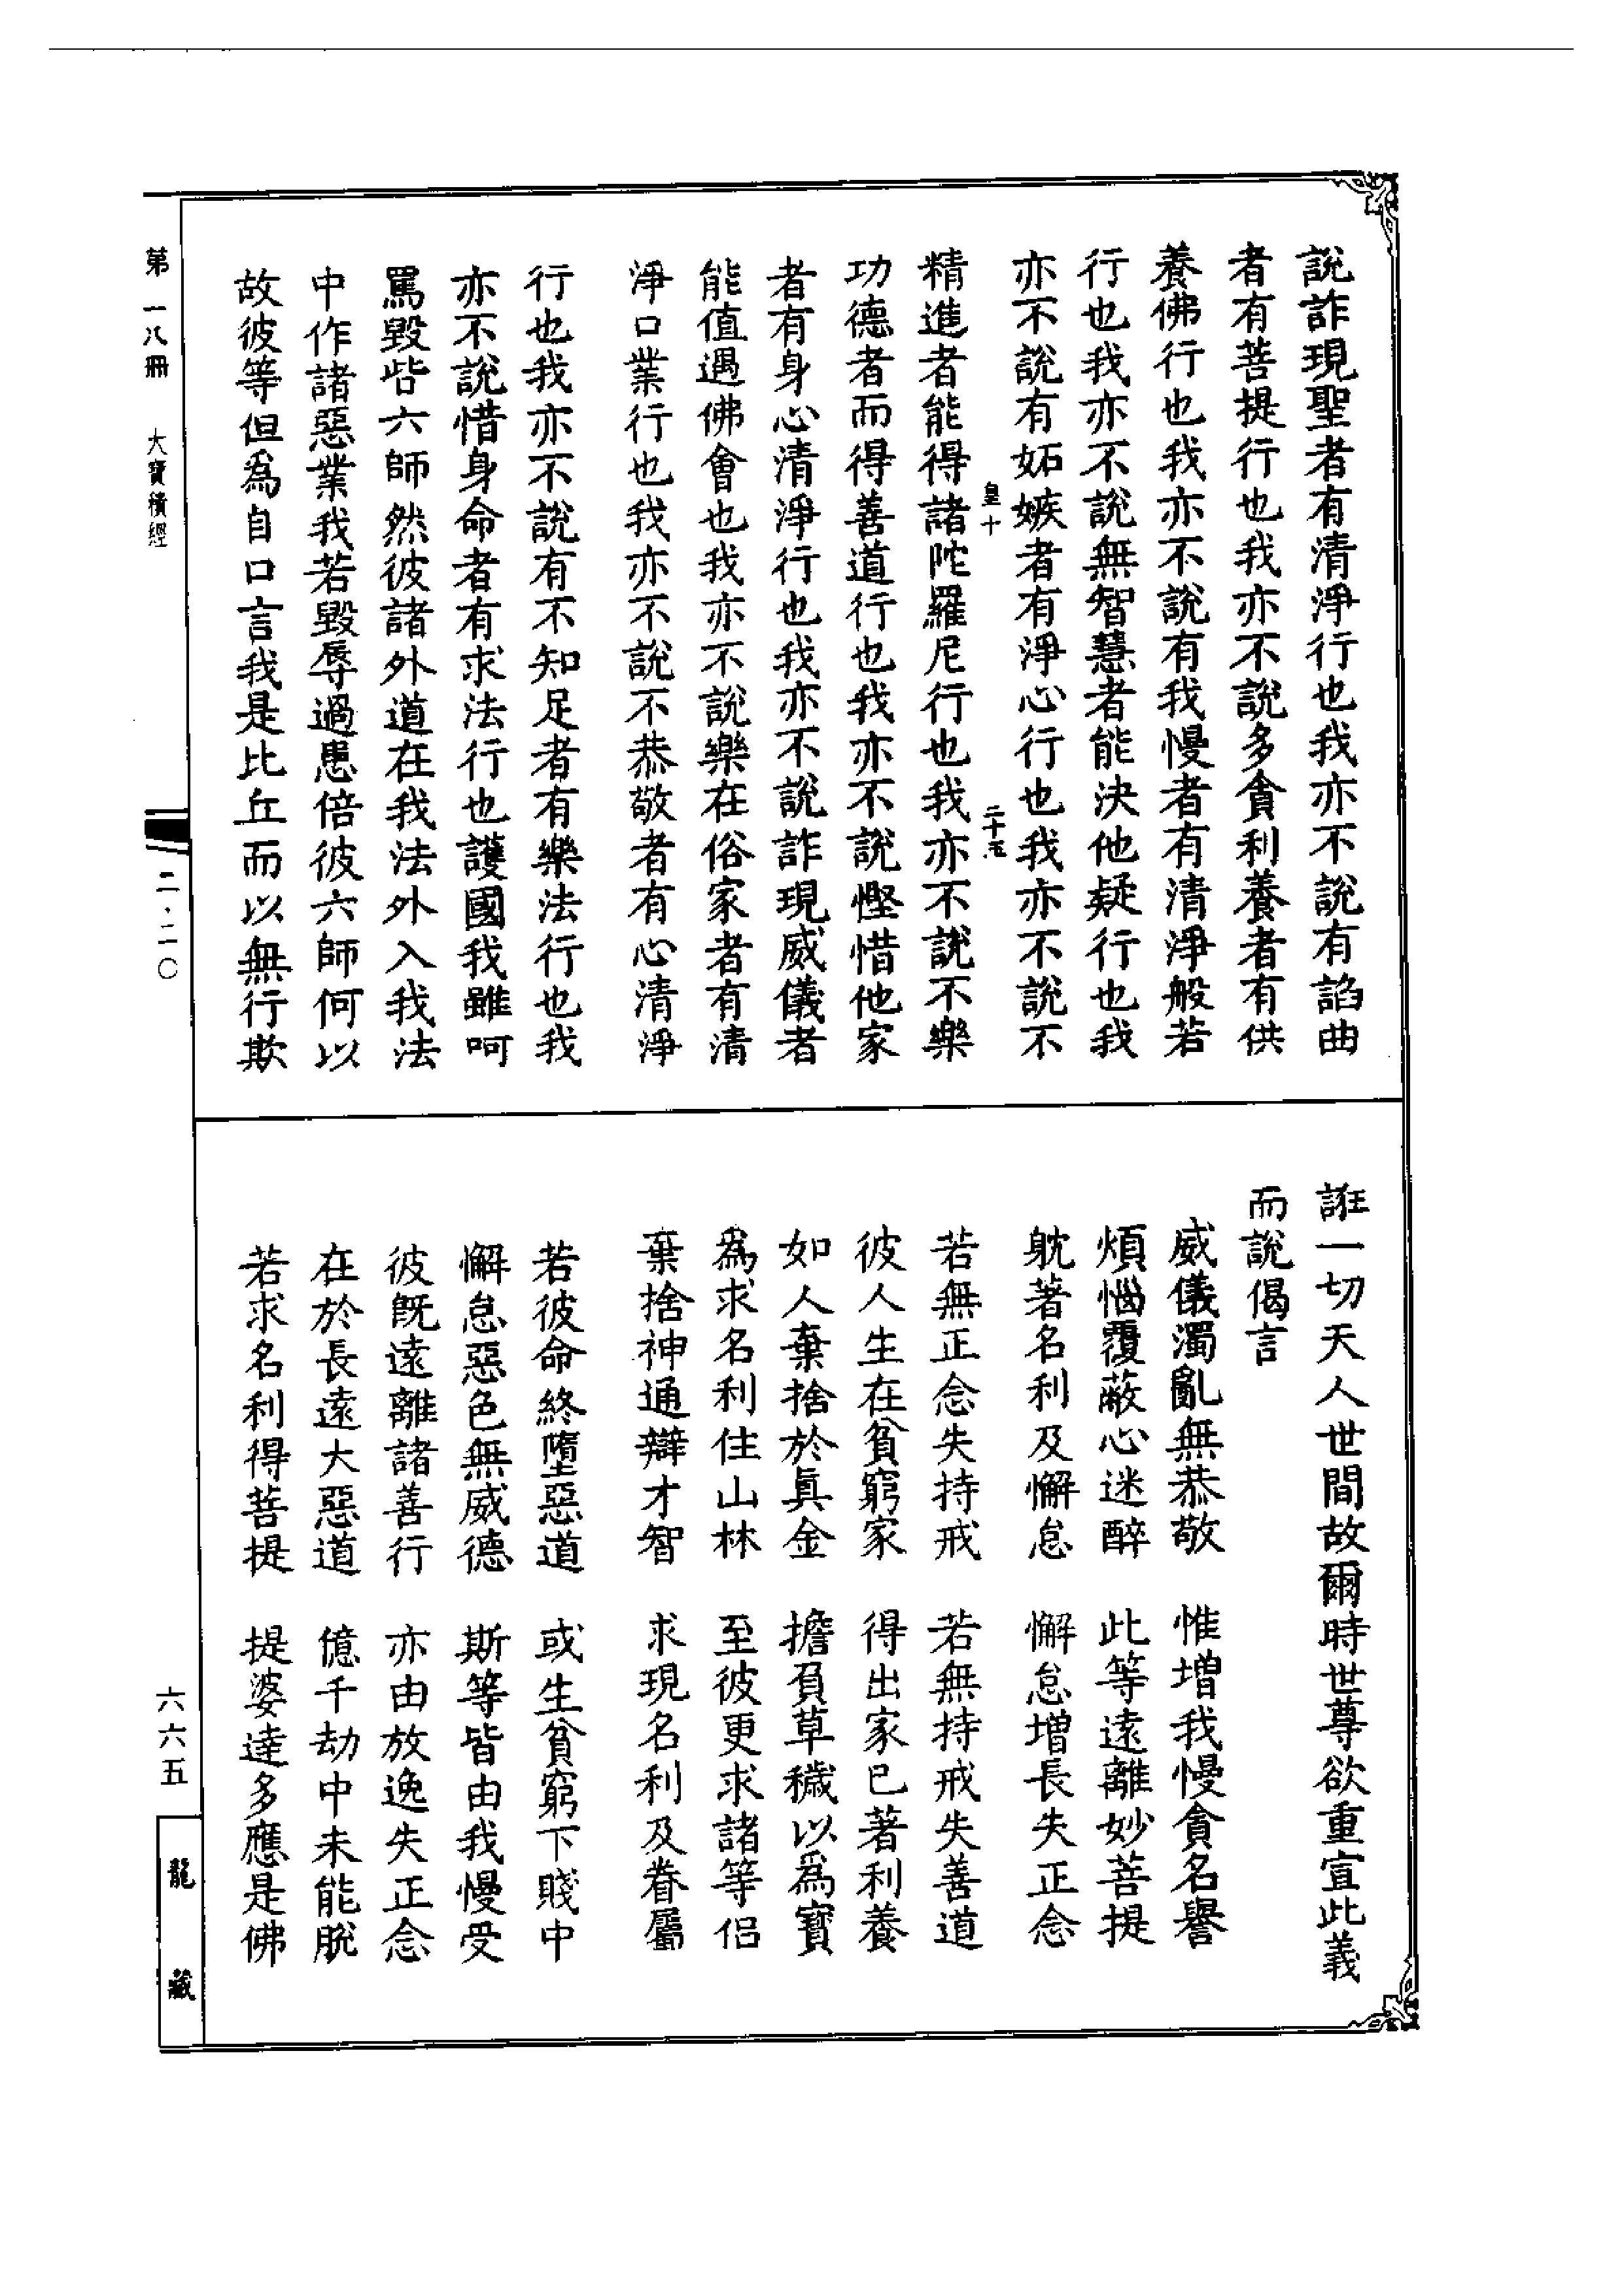 說詐現聖者有清淨行也我亦不說有諂曲
者有菩提行也我亦不說多貪利養者有供
養佛行也我亦不說有我慢者有清淨般若
行也我亦不說無智慧者能決他疑行也我
亦不說有妬嫉者有淨心行也我亦不說不
皇十
二十五
精進者能得諸陀羅尼行也我亦不說不樂
功德者而得善道行也我亦不說慳惜他家
者有身心清淨行也我亦不說詐現威儀者
能值遇佛會也我亦不說樂在俗家者有清
淨口業行也我亦不說不恭敬者有心清淨
行也我亦不說有不知足者有樂法行也我
亦不說惜身命者有求法行也護國我雖呵
罵毀呰六師然彼諸外道在我法外入我法
中作諸惡業我若毀辱過患倍彼六師何以
故彼等但為自口言我是比丘而以無行欺
誑一切天人世間故爾時世尊欲重宣此義
而說偈言
威儀濁亂無恭敬　惟增我慢貪名譽
煩惱覆蔽心迷醉　此等遠離妙菩提
躭著名利及懈怠　懈怠增長失正念
若無正念失持戒　若無持戒失善道
彼人生在貧窮家　得出家已著利養
如人棄捨於眞金　擔負草穢以為寶
為求名利住山林　至彼更求諸等侶
棄捨神通辯才智　求現名利及眷屬
若彼命終墮惡道　或生貧窮下賤中
懈怠惡色無威德　斯等皆由我慢受
彼旣遠離諸善行　亦由放逸失正念
在於長遠大惡道　億千劫中未能脫
若求名利得菩提　提婆達多應是佛
第一八冊　大寶積經
二·二〇
六六五
龍藏